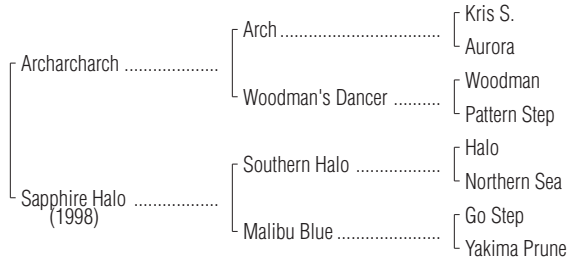 Kris S.
Arch
Aurora
Archarcharch
Woodman
Woodman's Dancer
Pattern Step
Halo
Southern Halo
Northern Sea
Sapphire Halo
(1998)
Go Step
Malibu Blue
Yakima Prune